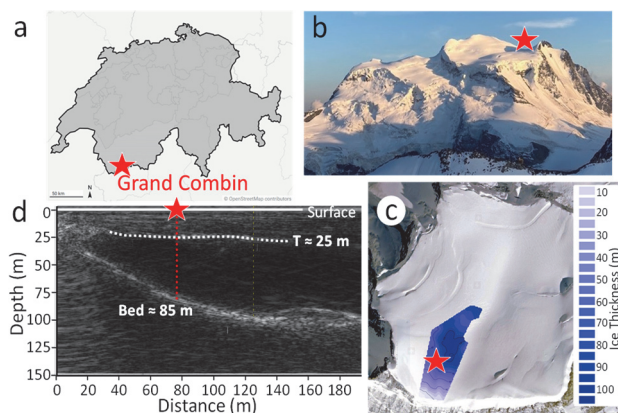 a
Grand Combin
50 km
N
© OpenStreetMap contributors
b
c
10
20
30
40
50
60
70
80
90
100
Ice Thickness (m)
d
Surface
T ≈ 25 m
Bed ≈ 85 m
0
25
50
75
100
125
150
Depth (m)
0 20 40 60 80 100 120 140 160 180
Distance (m)